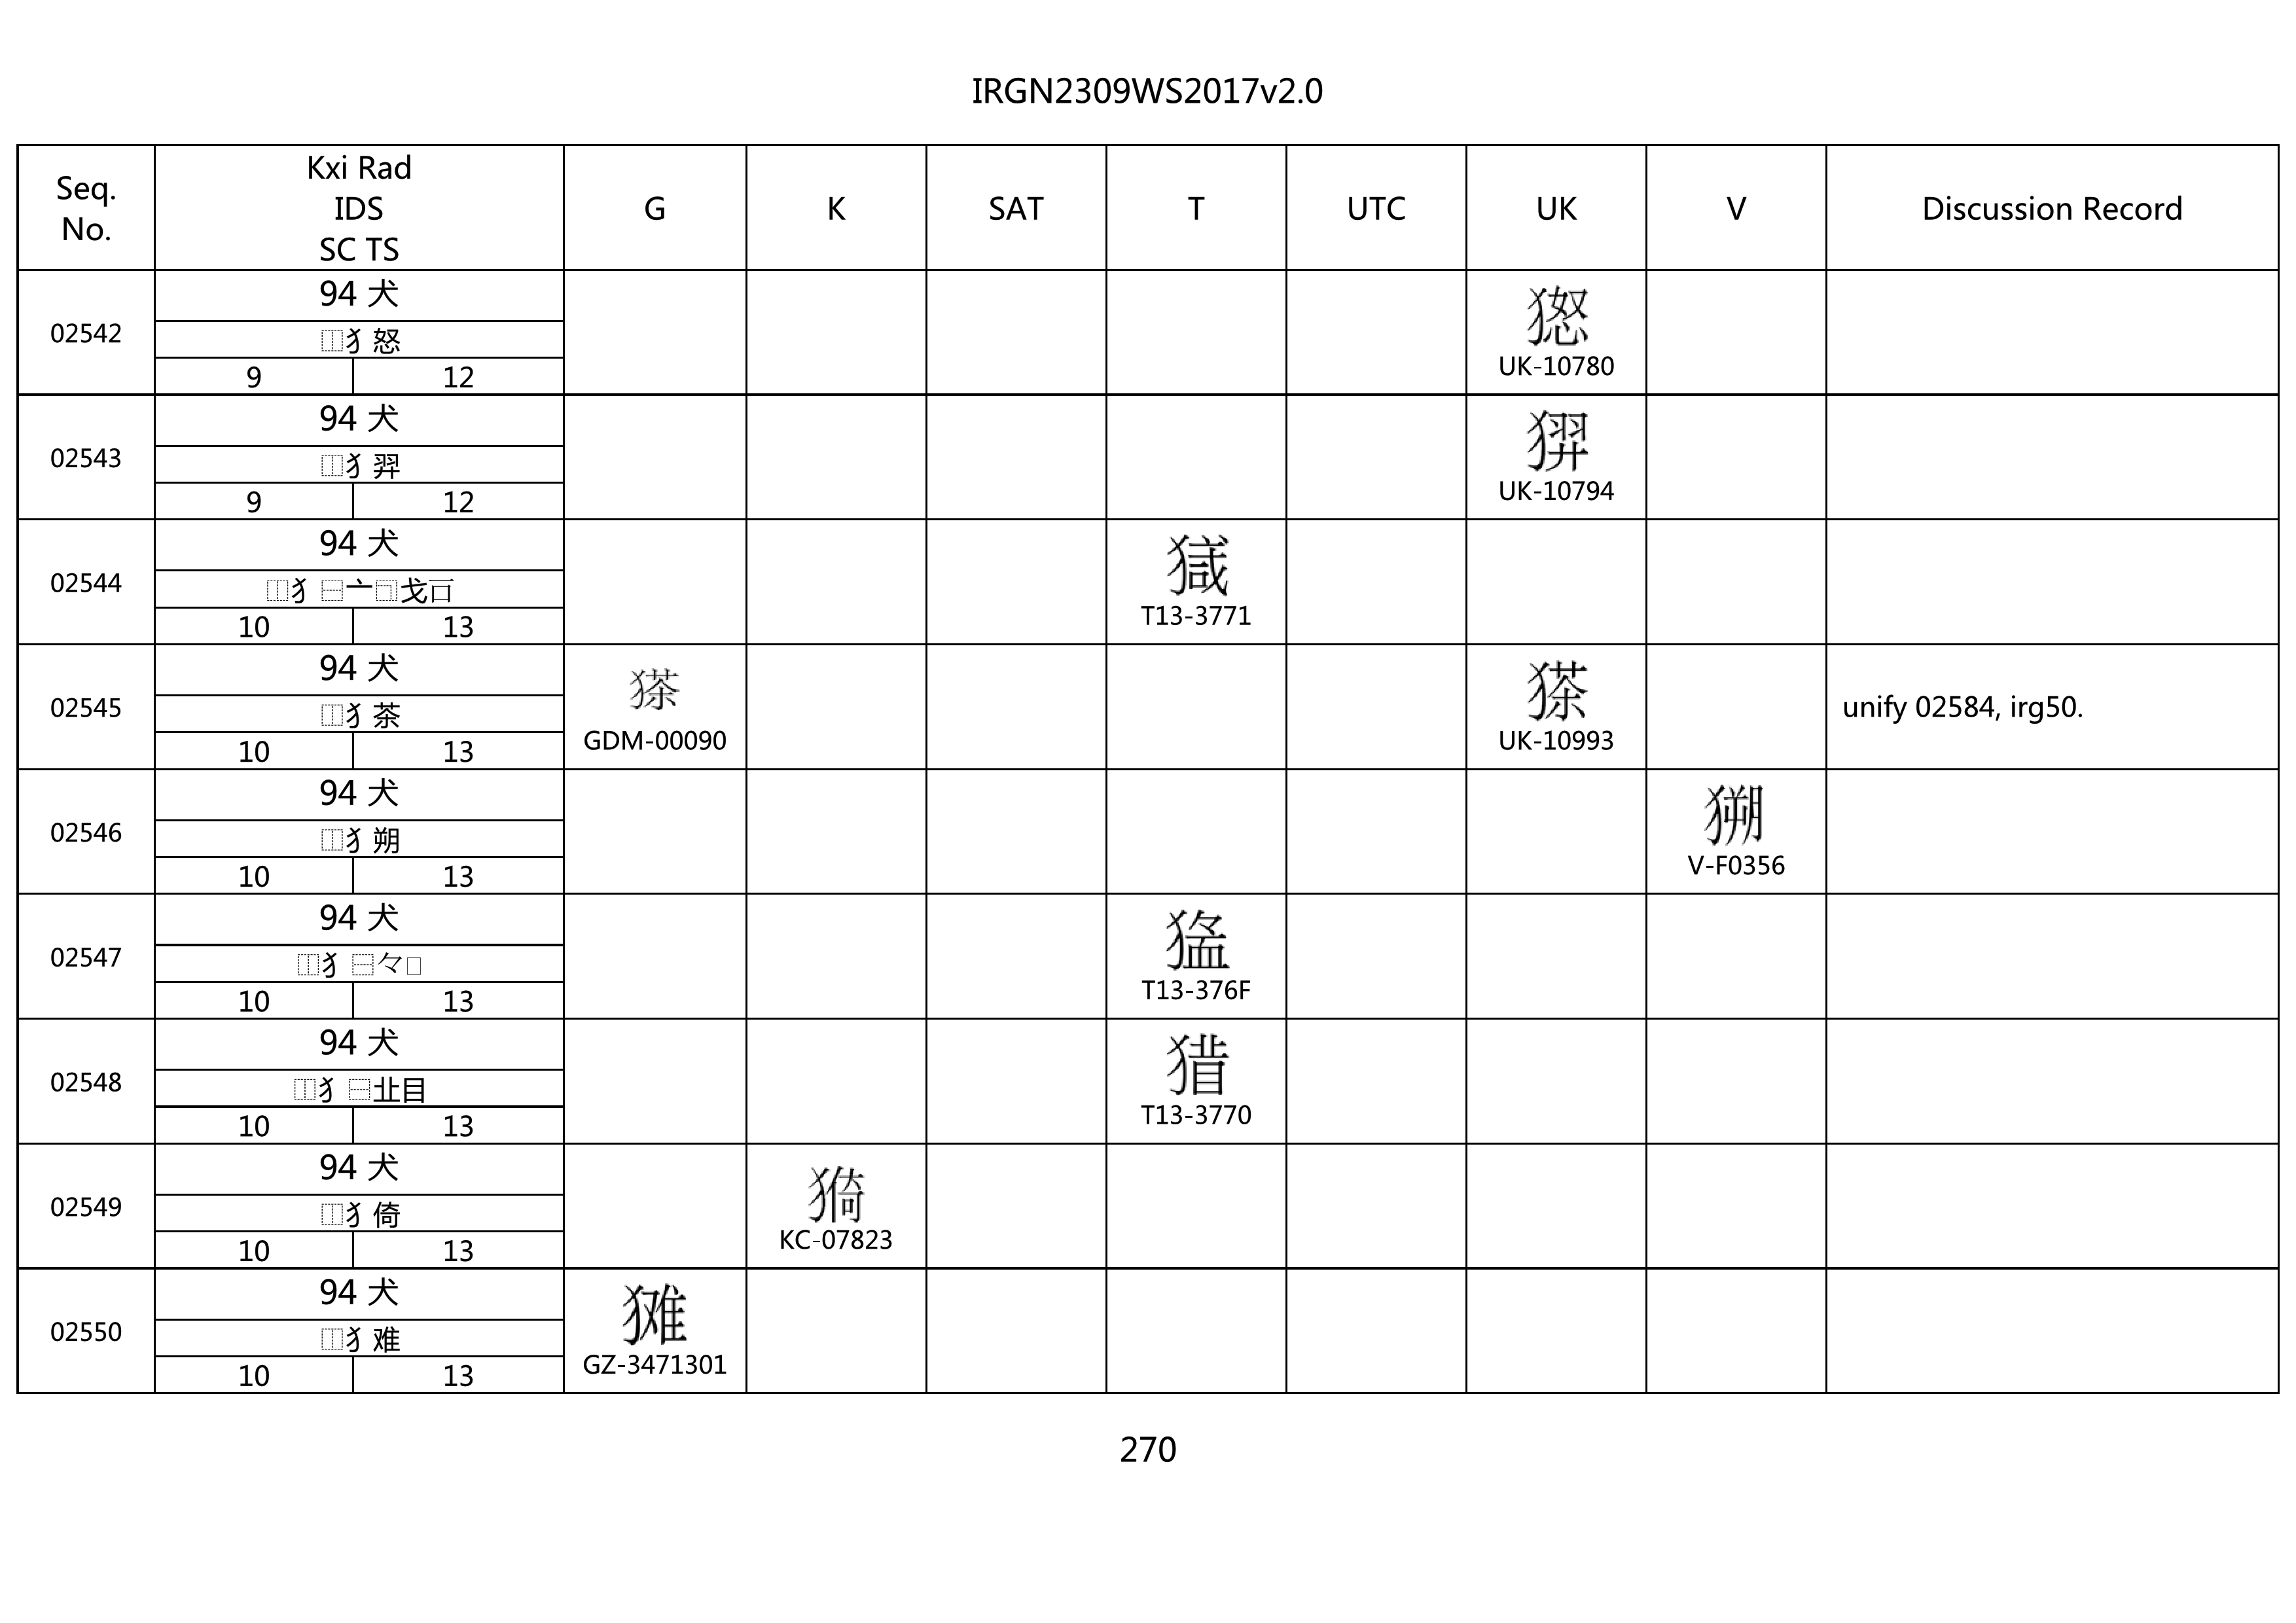 IRGN2309WS2017v2.0
Seq. No.
Kxi Rad IDS SC TS
G
K
SAT
T
UTC
UK
V
Discussion Record
02542
94 犬
⿰犭怒
9 12
UK-10780
02543
94 犬
⿰犭羿
9 12
UK-10794
02544
94 犬
⿰犭⿱亠⿹戈𠮛
10 13
T13-3771
02545
94 犬
⿰犭茶
10 13
GDM-00090
UK-10993
unify 02584, irg50.
02546
94 犬
⿰犭朔
10 13
V-F0356
02547
94 犬
⿰犭⿱々
10 13
T13-376F
02548
94 犬
⿰犭⿱业目
10 13
T13-3770
02549
94 犬
⿰犭倚
10 13
KC-07823
02550
94 犬
⿰犭难
10 13
GZ-3471301
270